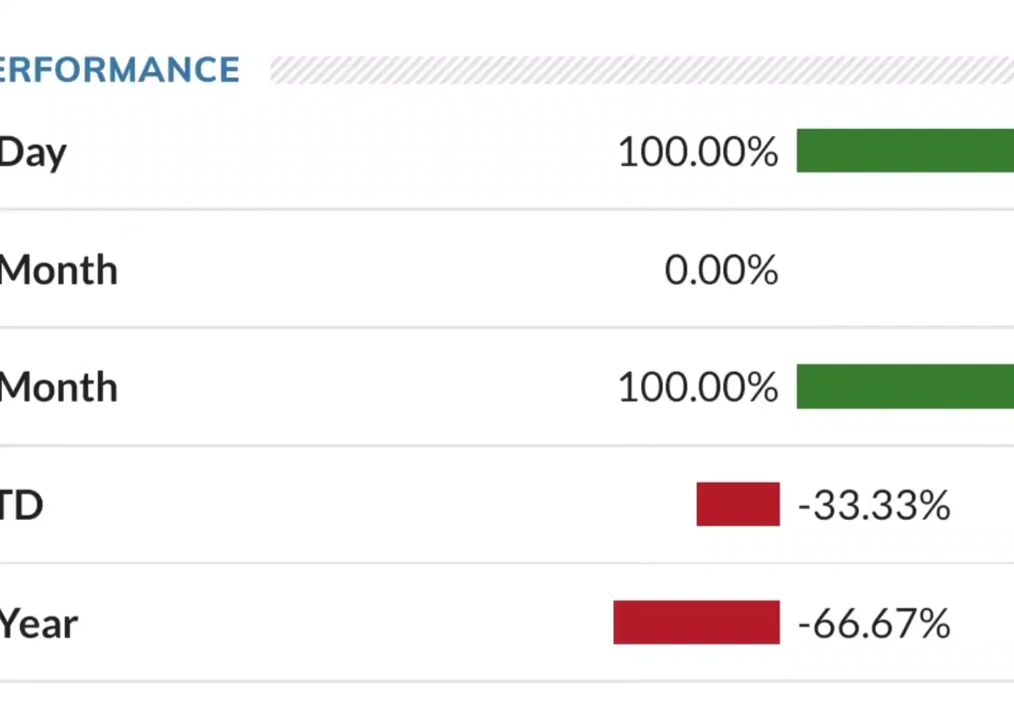 ERFORMANCE
Day 100.00%
Month 0.00%
Month 100.00%
TD -33.33%
Year -66.67%